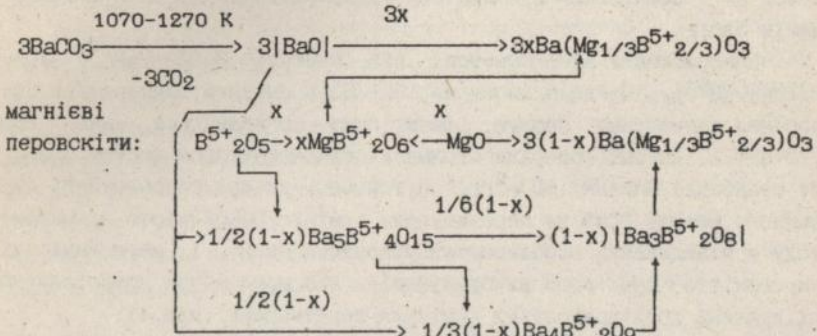 1070-1270 K 3x
3BaCO₃ ⟶ 3|BaO| ⟶ 3xBa(Mg₁/₃B⁵⁺₂/₃)O₃
-3CO₂
магнієві x x
перовскіти: B⁵⁺₂O₅→xMgB⁵⁺₂O₆←MgO→3(1-x)Ba(Mg₁/₃B⁵⁺₂/₃)O₃
1/6(1-x)
→1/2(1-x)Ba₅B⁵⁺₄O₁₅ ⟶ (1-x)|Ba₃B⁵⁺₂O₈|
1/2(1-x)
1/3(1-x)Ba₄B⁵⁺₂O₉